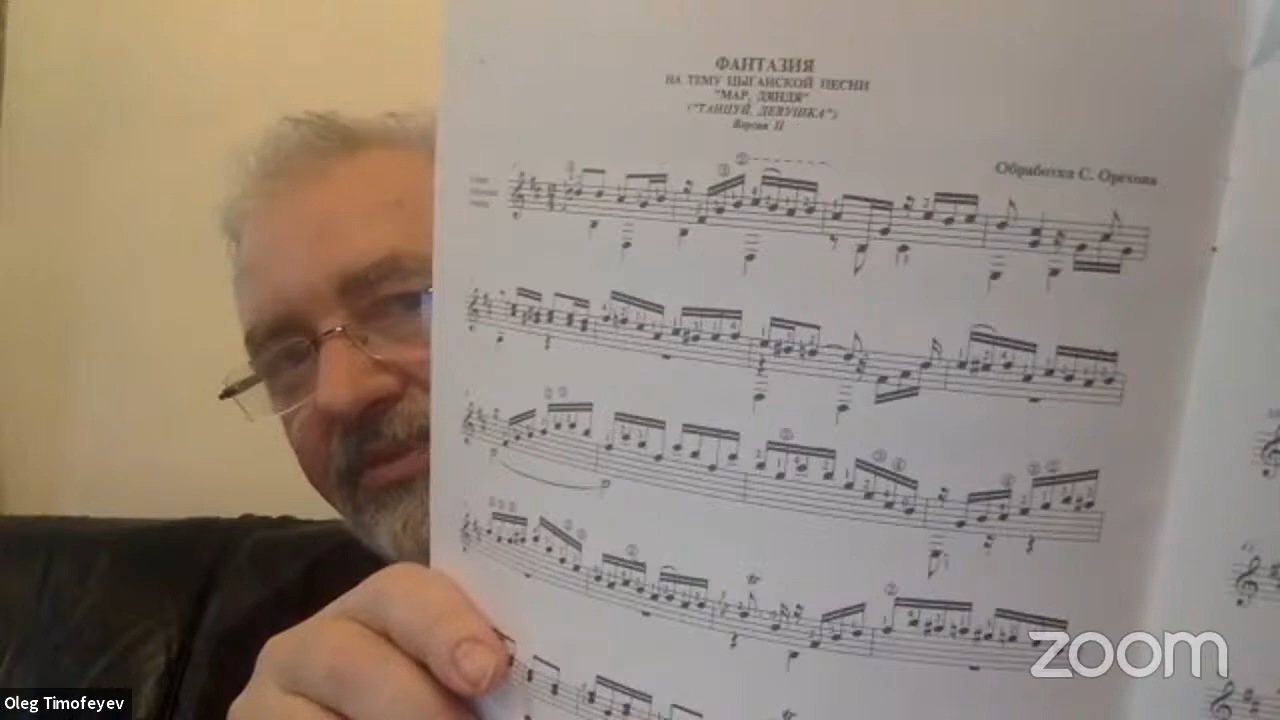 ФАНТАЗИЯ
НА ТЕМУ ЦЫГАНСКОЙ ПЕСНИ
"МАР, ДЯНДЯ"
("ТАНЦУЙ, ДЕВУШКА")
Версия II
Обработка С. Орехова
zoom
Oleg Timofeyev